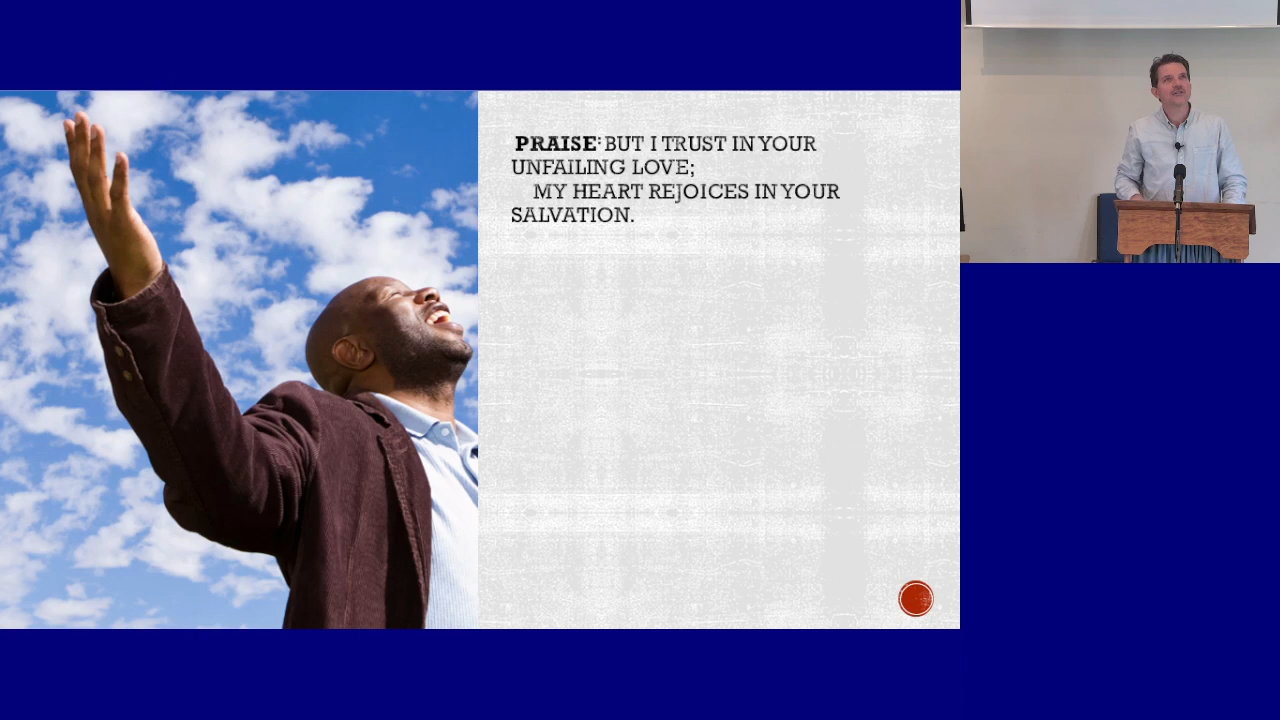 PRAISE: BUT I TRUST IN YOUR
UNFAILING LOVE;
MY HEART REJOICES IN YOUR
SALVATION.